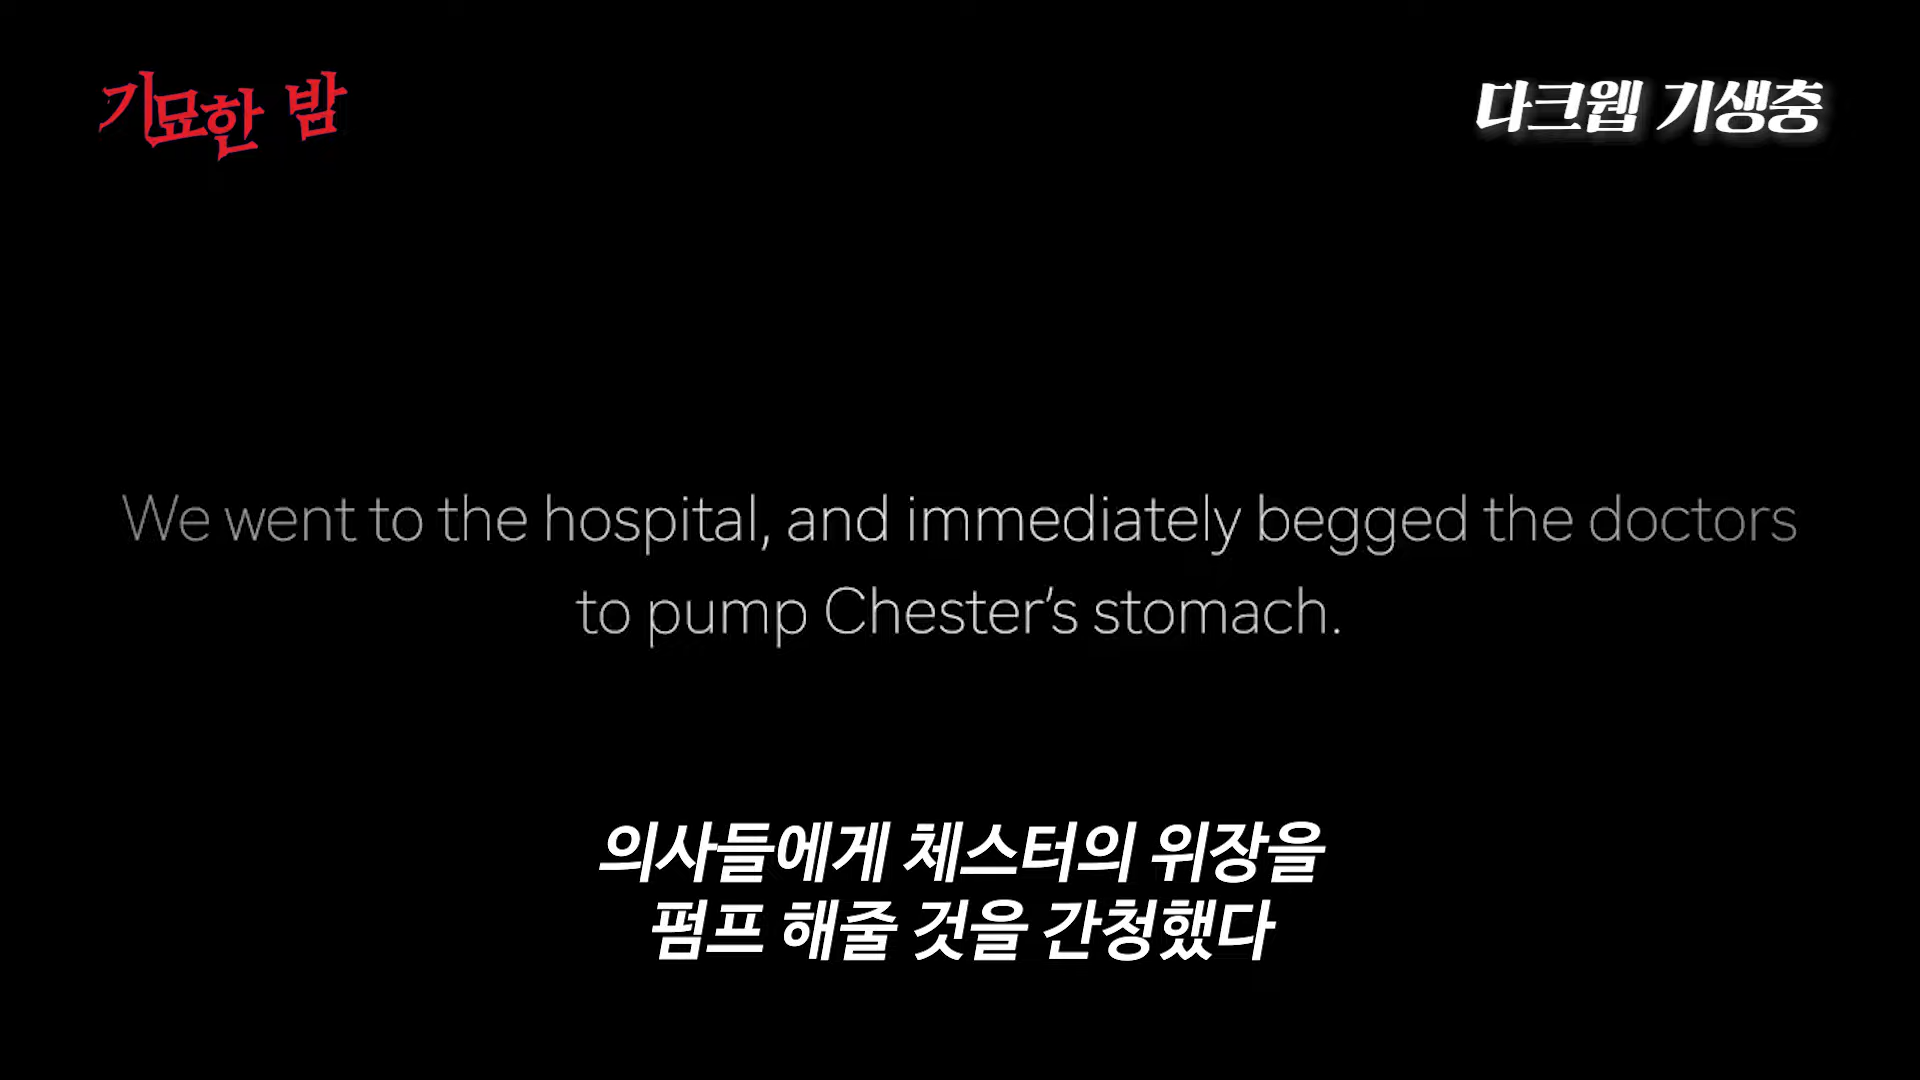 기묘한 밤
다크웹 기생충
We went to the hospital, and immediately begged the doctors
to pump Chester’s stomach.
의사들에게 체스터의 위장을
펌프 해줄 것을 간청했다